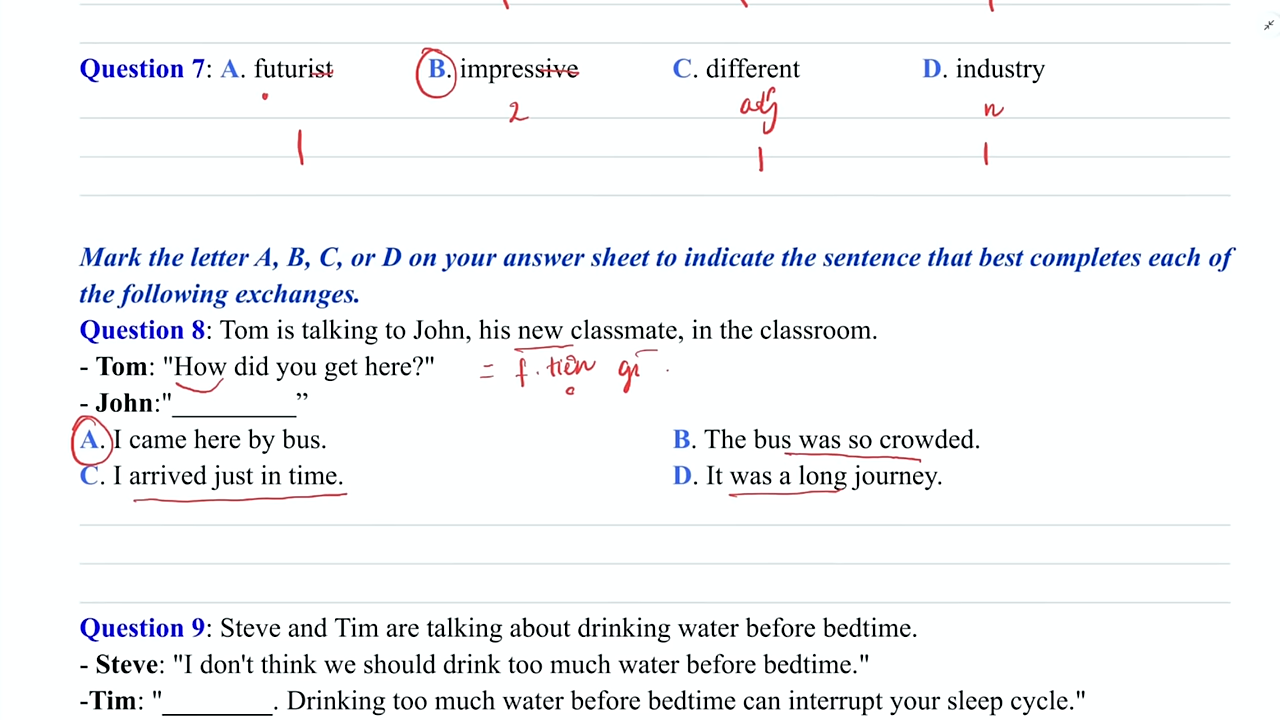 Question 7: A. futurist B. impressive C. different D. industry
2 adj n
1 1 1
Mark the letter A, B, C, or D on your answer sheet to indicate the sentence that best completes each of
the following exchanges.
Question 8: Tom is talking to John, his new classmate, in the classroom.
- Tom: "How did you get here?" = f. tiện gì
- John:"__________”
A. I came here by bus. B. The bus was so crowded.
C. I arrived just in time. D. It was a long journey.
Question 9: Steve and Tim are talking about drinking water before bedtime.
- Steve: "I don't think we should drink too much water before bedtime."
-Tim: "________. Drinking too much water before bedtime can interrupt your sleep cycle."